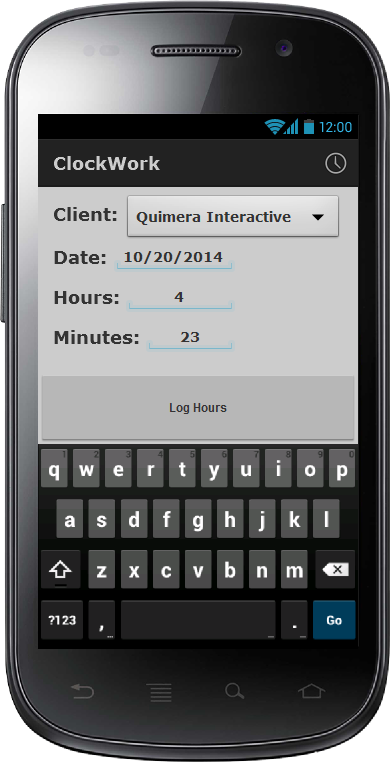 12:00
ClockWork
Client: Quimera Interactive
Date: 10/20/2014
Hours: 4
Minutes: 23
Log Hours
1 2 3 4 5 6 7 8 9 0
q w e r t y u i o p
a s d f g h j k l
z x c v b n m
?123 , ... ... . ... Go